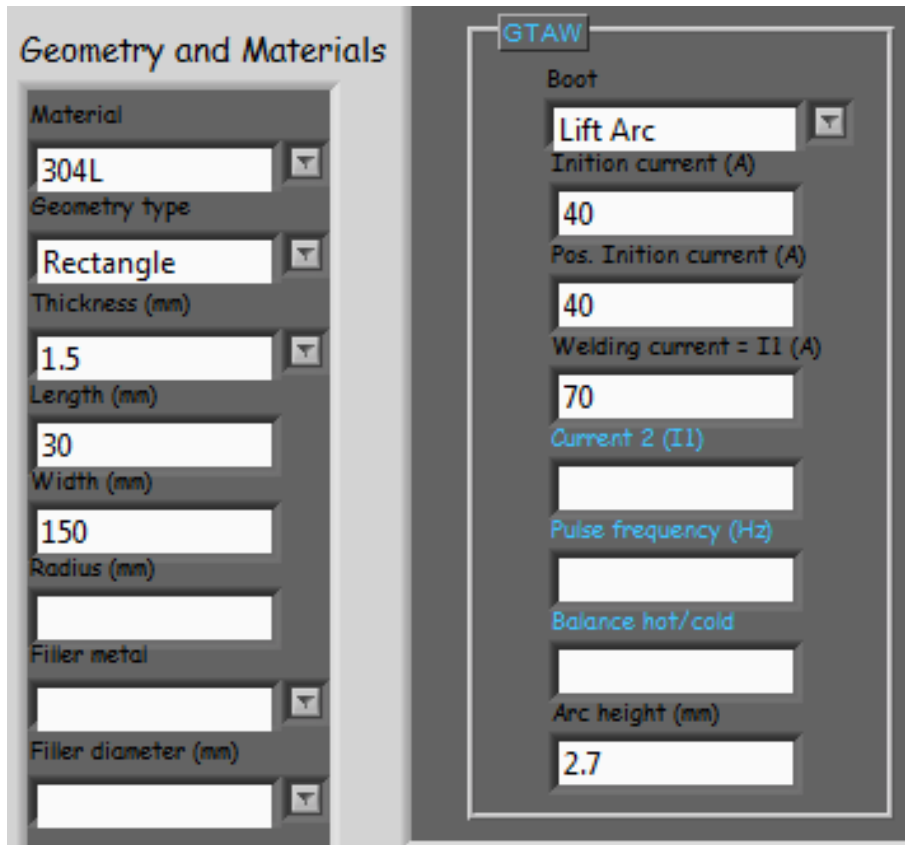 Geometry and Materials
Material
304L
Geometry type
Rectangle
Thickness (mm)
1.5
Length (mm)
30
Width (mm)
150
Radius (mm)
Filler metal
Filler diameter (mm)
GTAW
Boot
Lift Arc
Inition current (A)
40
Pos. Inition current (A)
40
Welding current = I1 (A)
70
Current 2 (I1)
Pulse frequency (Hz)
Balance hot/cold
Arc height (mm)
2.7